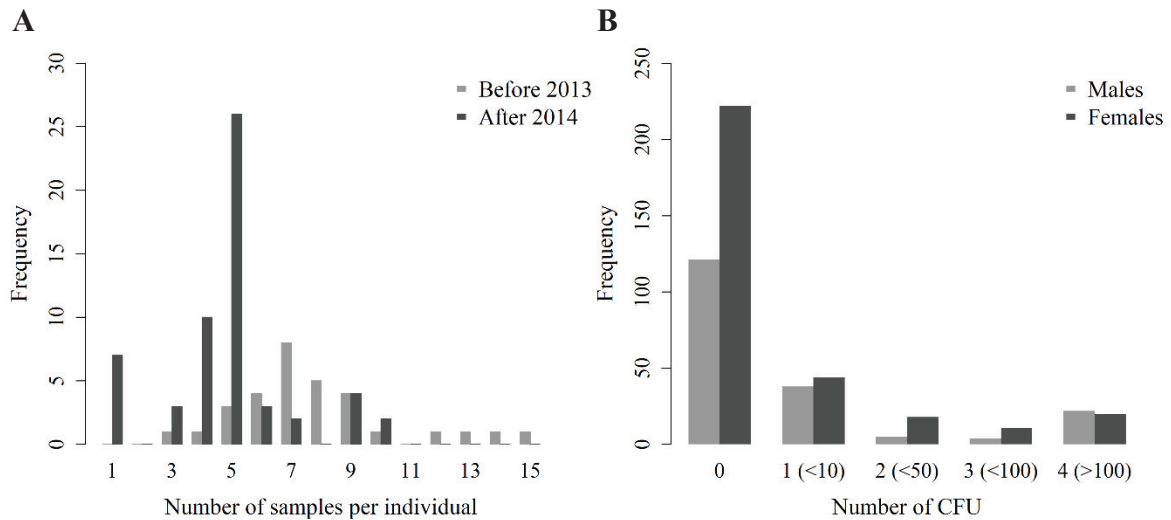 A
30
25
20
15
10
5
0
Frequency
Before 2013
After 2014
1 3 5 7 9 11 13 15
Number of samples per individual
B
250
200
150
100
50
0
Frequency
Males
Females
0 1 (<10) 2 (<50) 3 (<100) 4 (>100)
Number of CFU